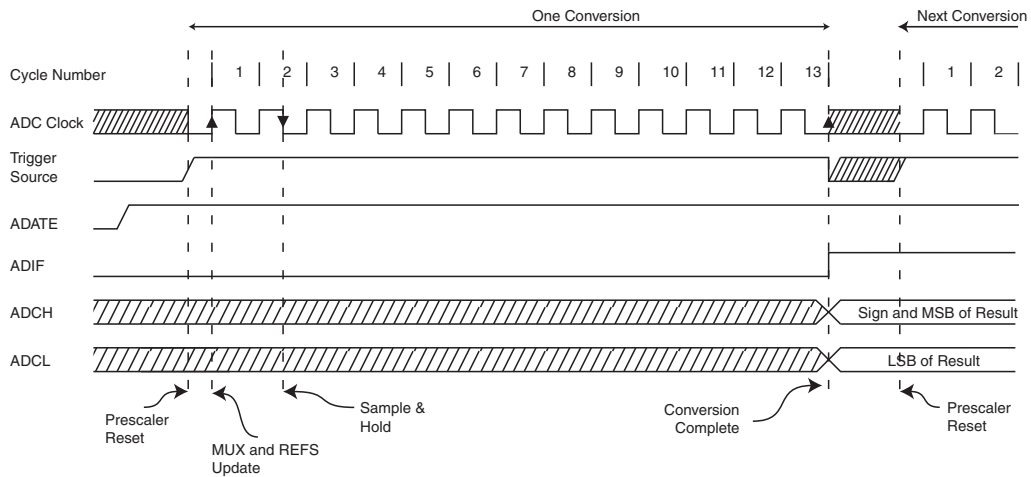 One Conversion
Next Conversion
Cycle Number
1 2 3 4 5 6 7 8 9 10 11 12 13 1 2
ADC Clock
Trigger
Source
ADATE
ADIF
ADCH
Sign and MSB of Result
ADCL
LSB of Result
Prescaler
Reset
MUX and REFS
Update
Sample &
Hold
Conversion
Complete
Prescaler
Reset